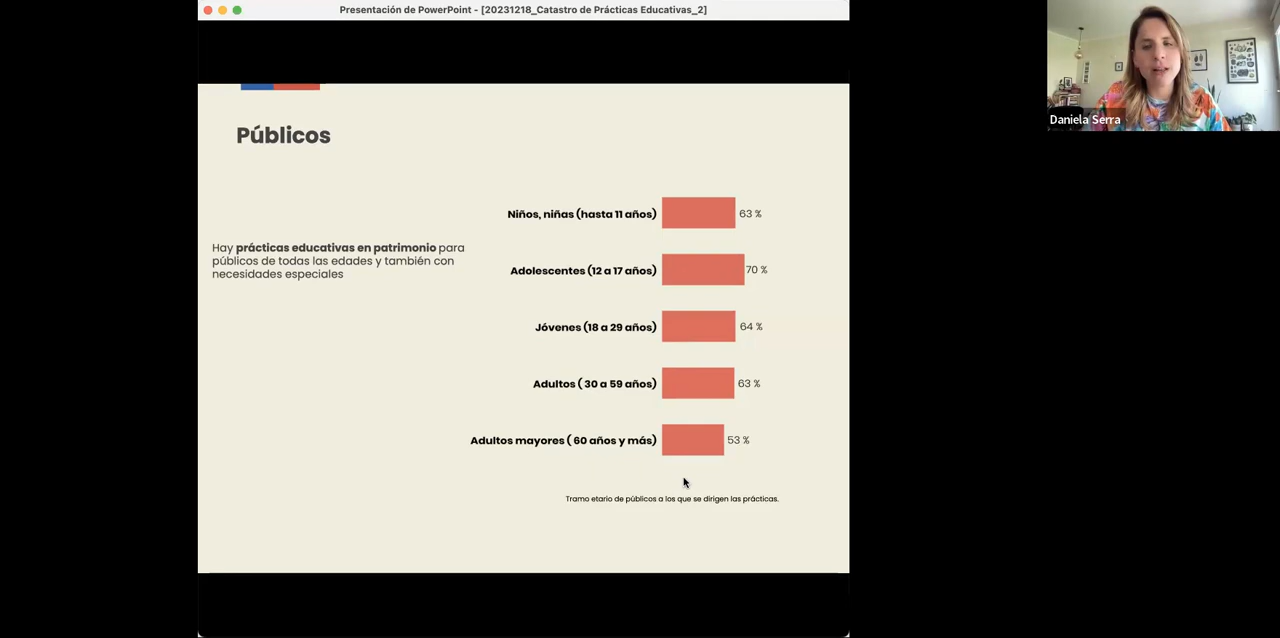 Presentación de PowerPoint - [20231218_Catastro de Prácticas Educativas_2]
Daniela Serra
Públicos
Hay prácticas educativas en patrimonio para
públicos de todas las edades y también con
necesidades especiales
Niños, niñas (hasta 11 años) 63 %
Adolescentes (12 a 17 años) 70 %
Jóvenes (18 a 29 años) 64 %
Adultos ( 30 a 59 años) 63 %
Adultos mayores ( 60 años y más) 53 %
Tramo etario de públicos a los que se dirigen las prácticas.